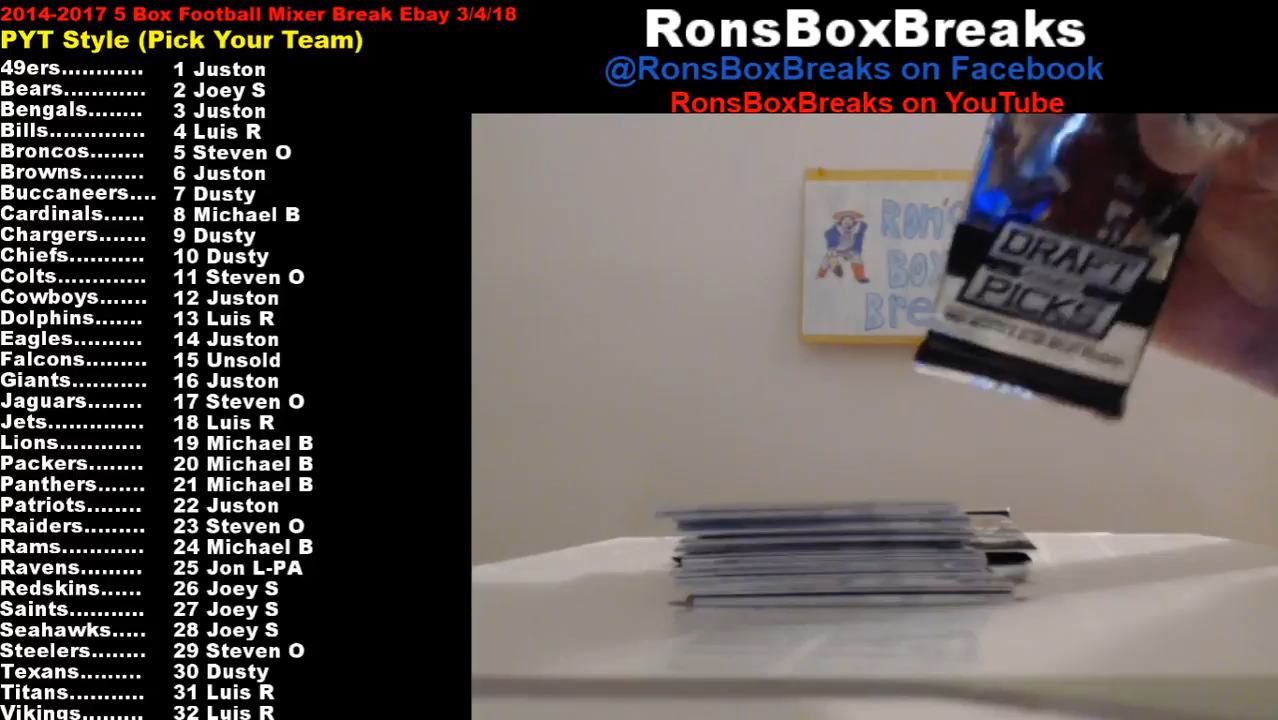 2014-2017 5 Box Football Mixer Break Ebay 3/4/18
PYT Style (Pick Your Team)
49ers............ 1 Juston
Bears............ 2 Joey S
Bengals........ 3 Juston
Bills.............. 4 Luis R
Broncos........ 5 Steven O
Browns......... 6 Juston
Buccaneers.... 7 Dusty
Cardinals...... 8 Michael B
Chargers....... 9 Dusty
Chiefs........... 10 Dusty
Colts............. 11 Steven O
Cowboys....... 12 Juston
Dolphins........ 13 Luis R
Eagles.......... 14 Juston
Falcons......... 15 Unsold
Giants........... 16 Juston
Jaguars........ 17 Steven O
Jets.............. 18 Luis R
Lions............ 19 Michael B
Packers........ 20 Michael B
Panthers....... 21 Michael B
Patriots........ 22 Juston
Raiders......... 23 Steven O
Rams............ 24 Michael B
Ravens......... 25 Jon L-PA
Redskins...... 26 Joey S
Saints........... 27 Joey S
Seahawks..... 28 Joey S
Steelers........ 29 Steven O
Texans......... 30 Dusty
Titans........... 31 Luis R
Vikings......... 32 Luis R
RonsBoxBreaks
@RonsBoxBreaks on Facebook
RonsBoxBreaks on YouTube
Ron's
Box
Bre
DRAFT
PICKS